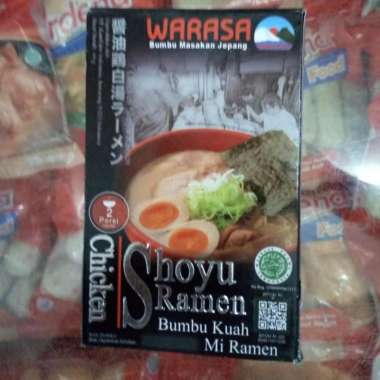 WARASA
Bumbu Masakan Jepang
醤油鶏白湯ラーメン
2
Porsi
Chicken
Shoyu
Ramen
Bumbu Kuah
Mi Ramen
Food